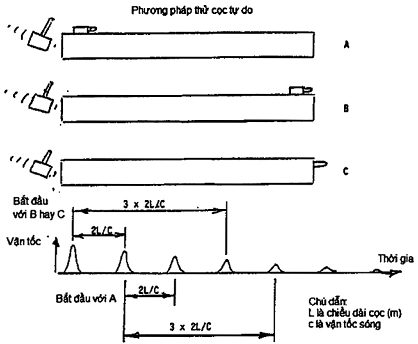 Phương pháp thử cọc tự do
A
B
C
Bắt đầu
với B hay C
3 x 2L/C
2L/C
Vận tốc
Thời gia
Bắt đầu với A
2L/C
3 x 2L/C
Chú dẫn:
L là chiều dài cọc (m)
c là vận tốc sóng